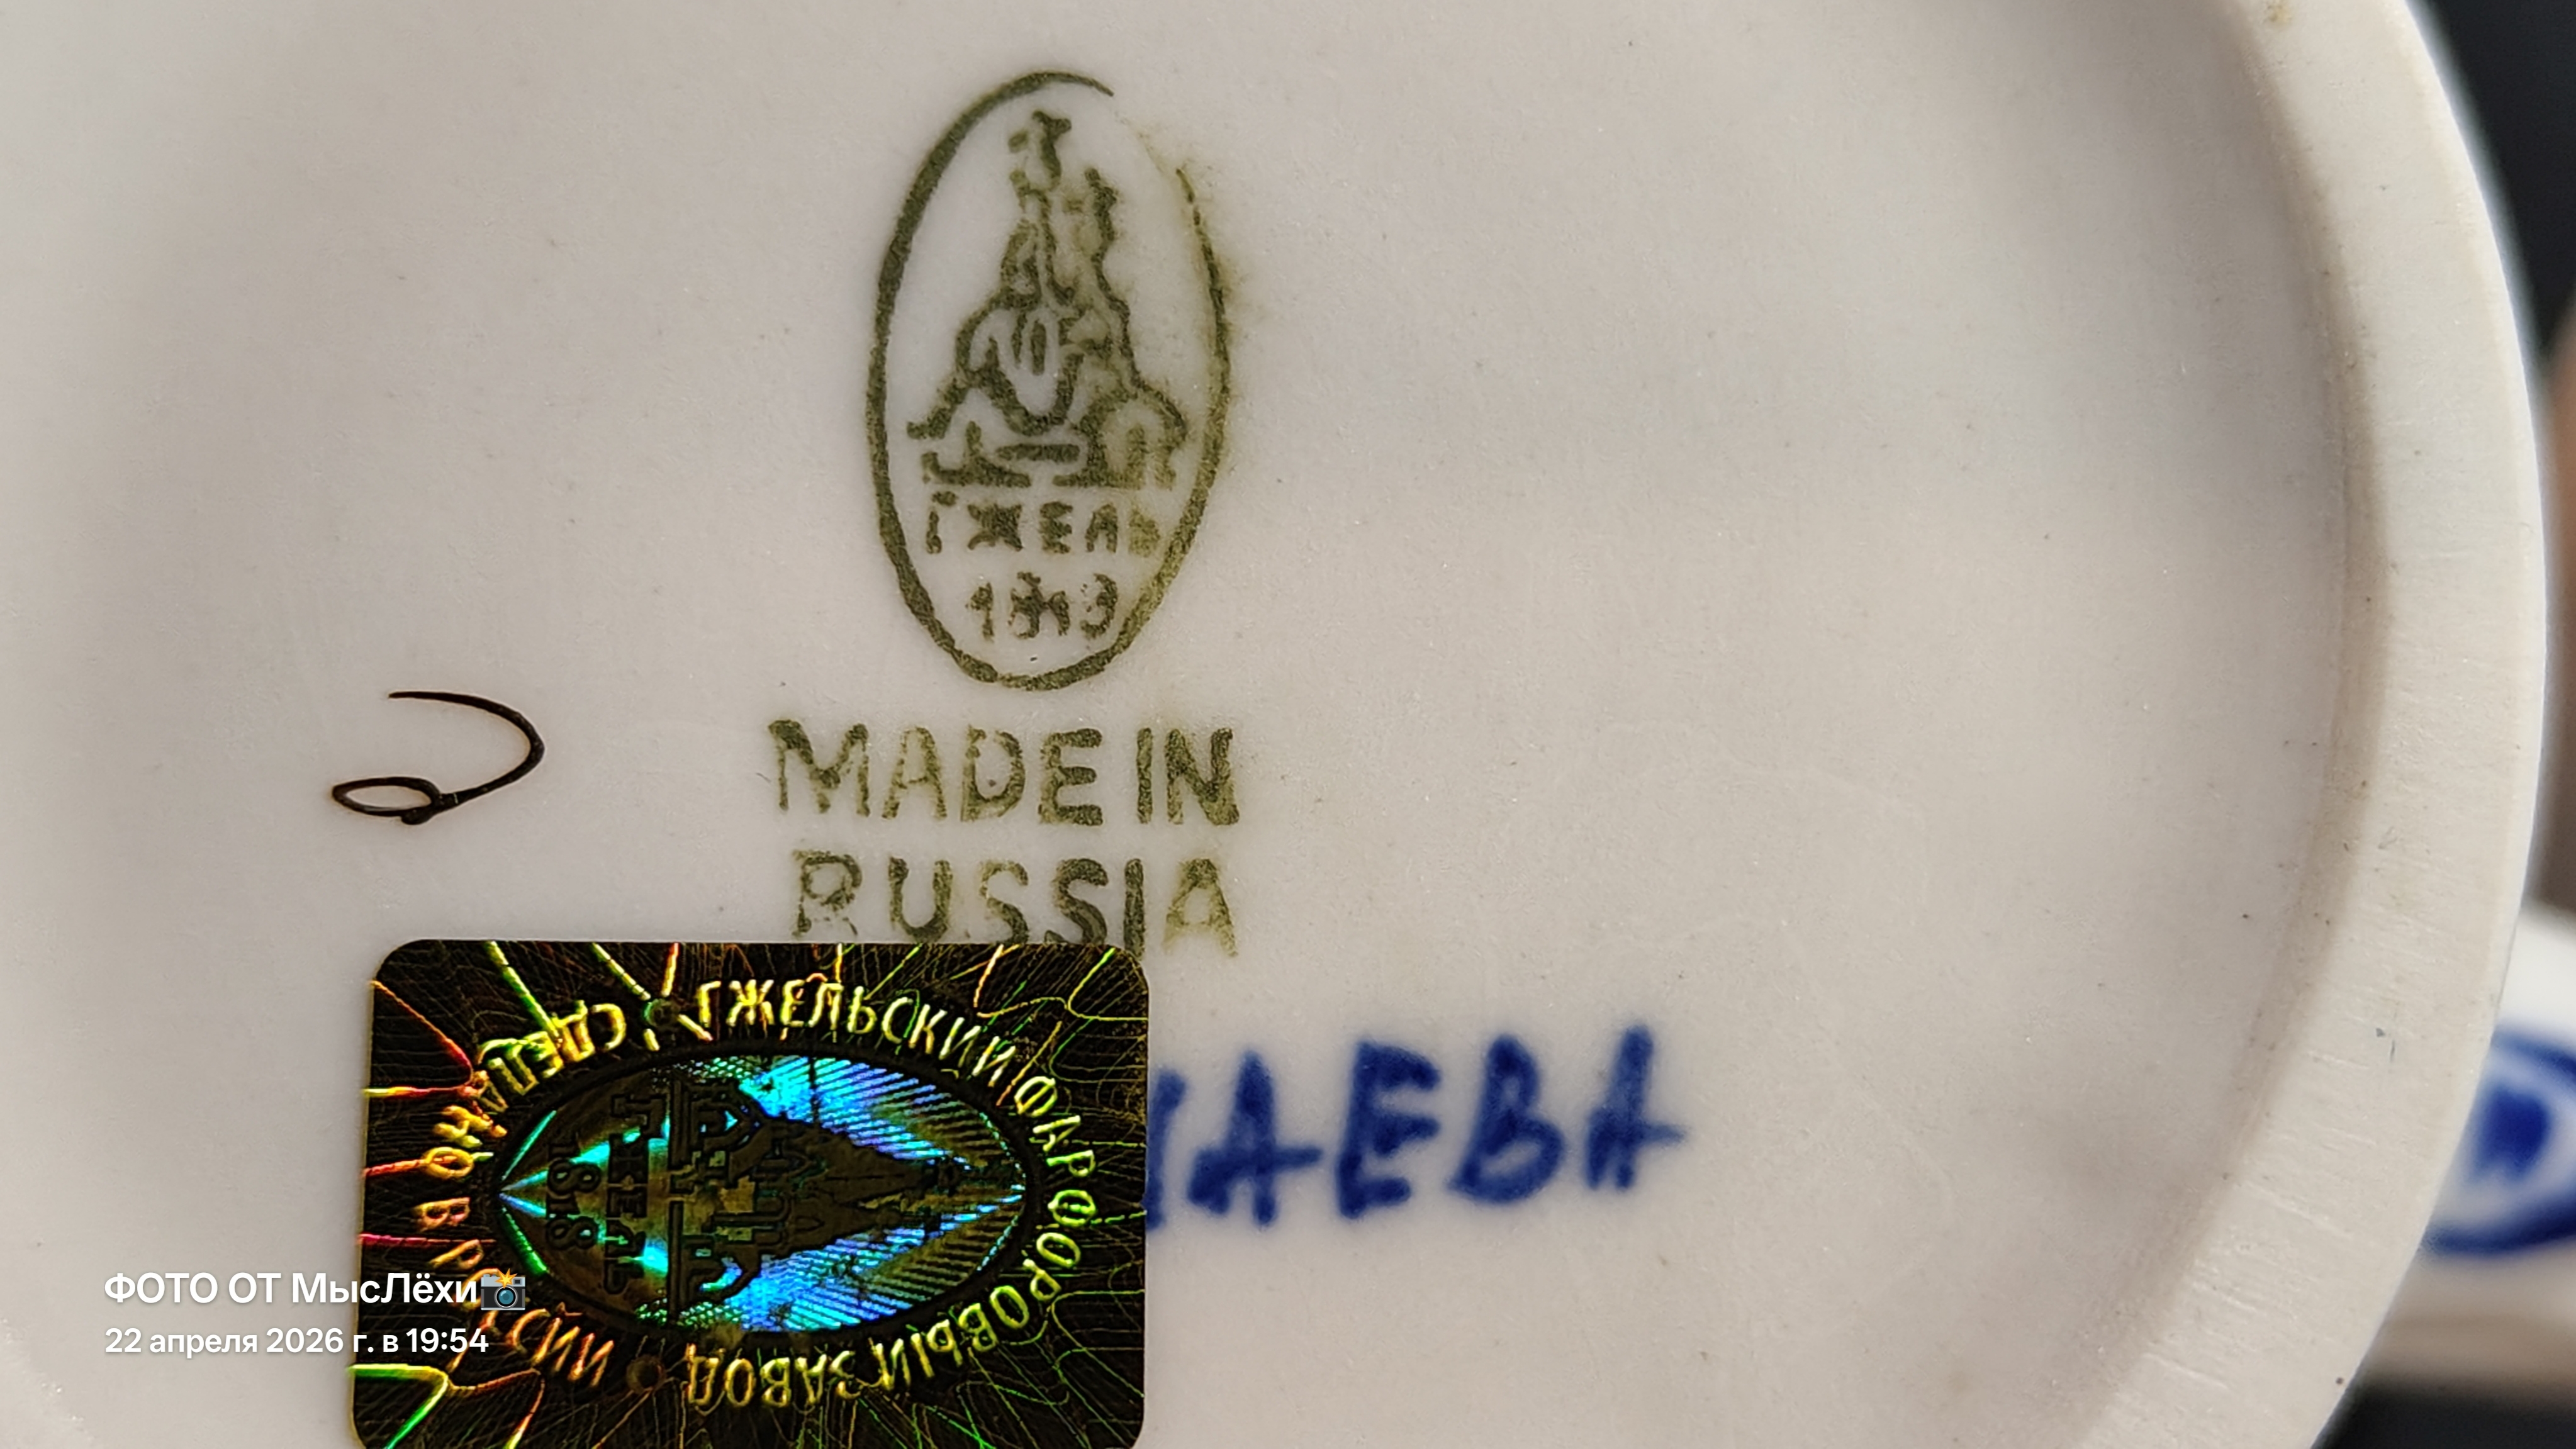 ГЖЕЛЬ
1818
MADE IN
RUSSIA
ГЖЕЛЬСКИЙ ФАРФОРОВЫЙ ЗАВОД
СДЕЛАНО В РОССИИ
ГЖЕЛЬ
1818
АЕВА
ФОТО ОТ МысЛёхи📸
22 апреля 2026 г. в 19:54